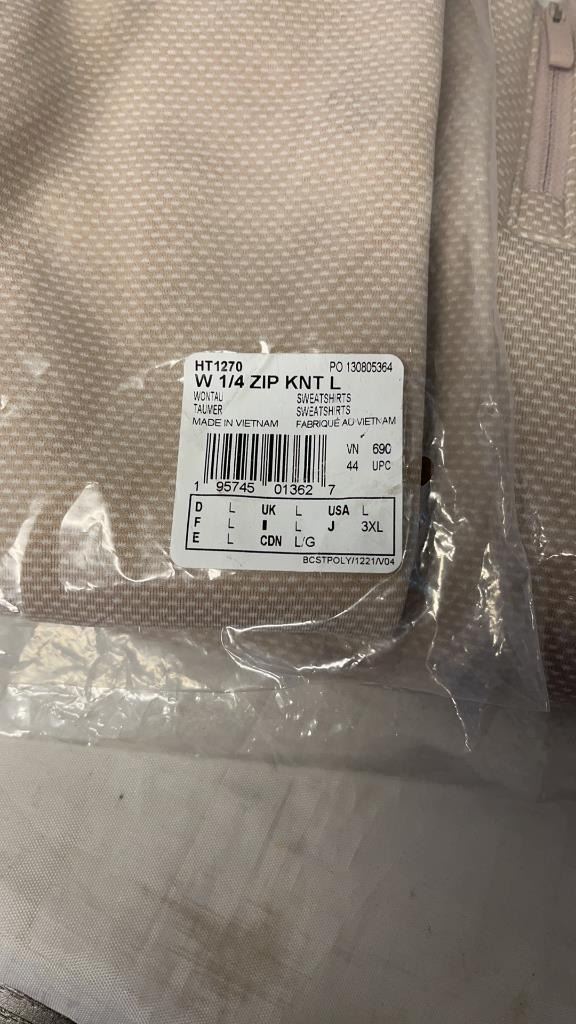 HT1270 PO 130805364
W 1/4 ZIP KNT L
WONTAU SWEATSHIRTS
TAUMER SWEATSHIRTS
MADE IN VIETNAM FABRIQUÉ AU VIETNAM
VN 690
44 UPC
1 95745 01362 7
D L UK L USA L
F L I L J 3XL
E L CDN L/G
BCSTPOLY/1221/V04